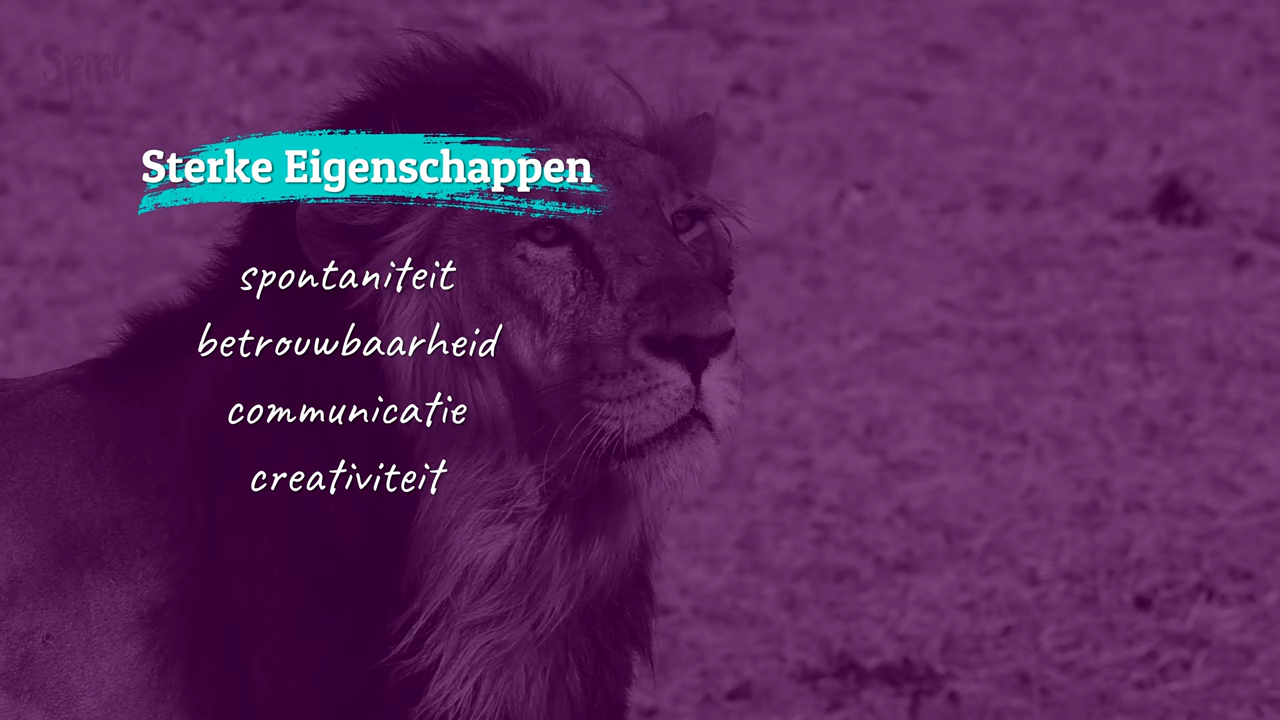 Sterke Eigenschappen
spontaniteit
betrouwbaarheid
communicatie
creativiteit